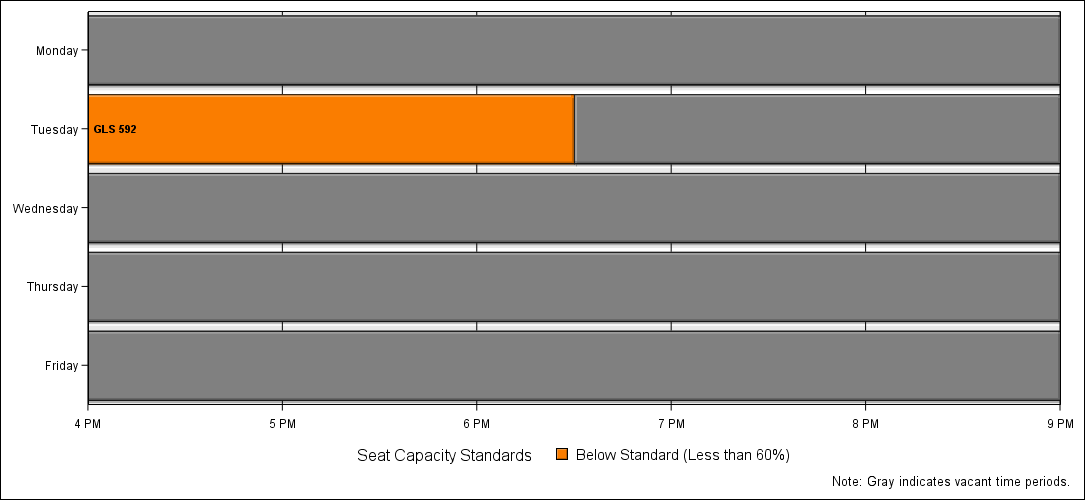 Monday
Tuesday
GLS 592
Wednesday
Thursday
Friday
4 PM 5 PM 6 PM 7 PM 8 PM 9 PM
Seat Capacity Standards Below Standard (Less than 60%)
Note: Gray indicates vacant time periods.